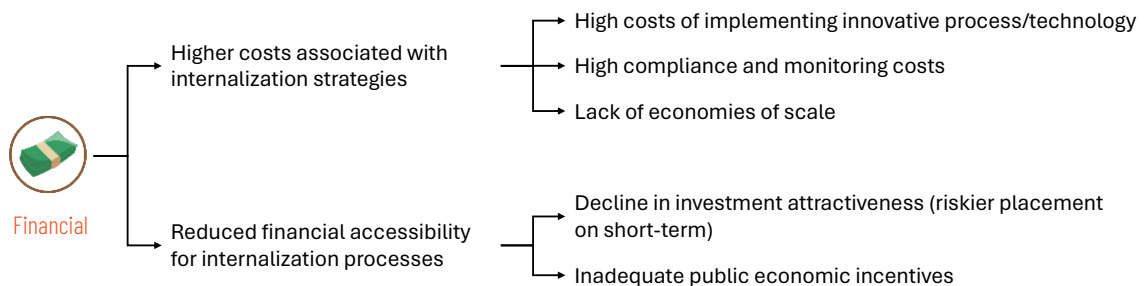 Financial
Higher costs associated with
internalization strategies
High costs of implementing innovative process/technology
High compliance and monitoring costs
Lack of economies of scale
Reduced financial accessibility
for internalization processes
Decline in investment attractiveness (riskier placement
on short-term)
Inadequate public economic incentives